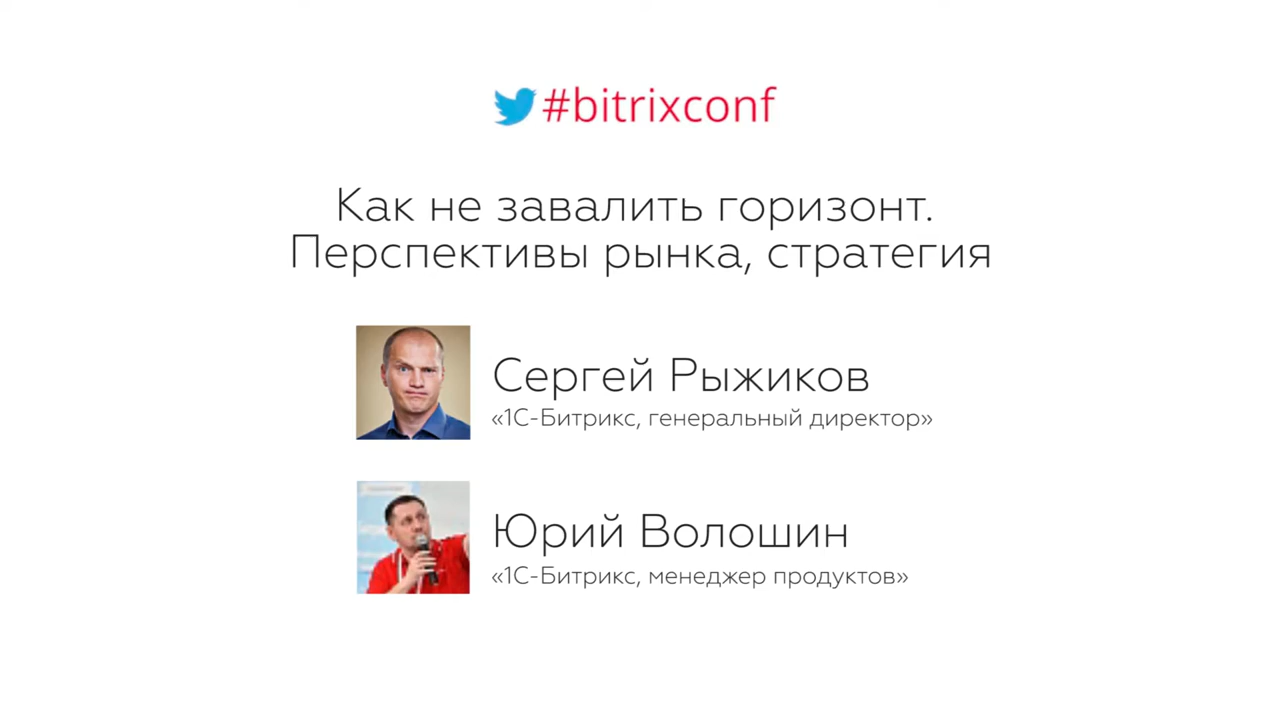 #bitrixconf
Как не завалить горизонт.
Перспективы рынка, стратегия
Сергей Рыжиков
«1С-Битрикс, генеральный директор»
Юрий Волошин
«1С-Битрикс, менеджер продуктов»